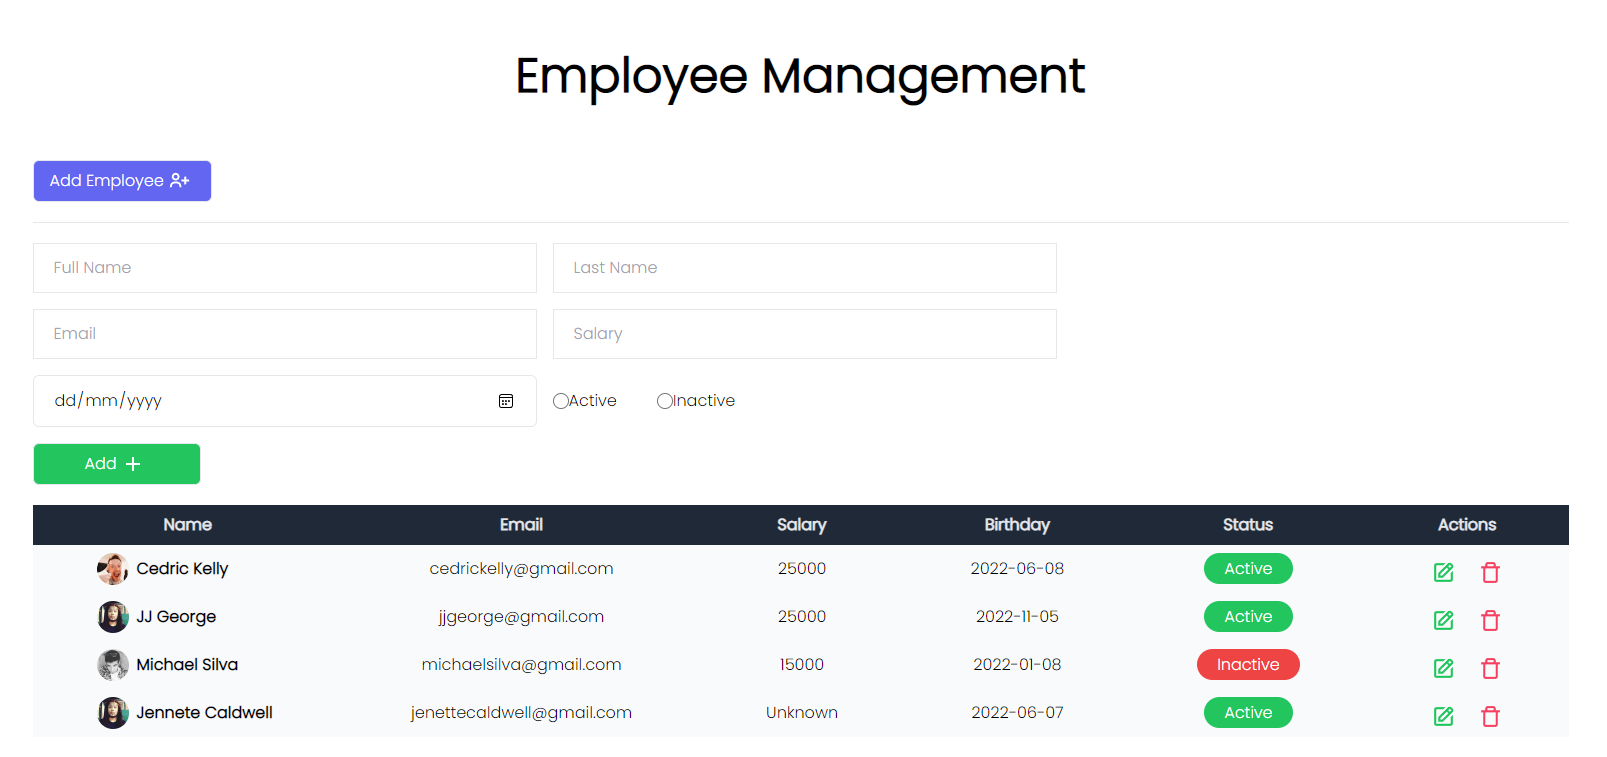 Employee Management
Add Employee
Full Name Last Name
Email Salary
dd/mm/yyyy Active Inactive
Add
Name Email Salary Birthday Status Actions
Cedric Kelly cedrickelly@gmail.com 25000 2022-06-08 Active
JJ George jjgeorge@gmail.com 25000 2022-11-05 Active
Michael Silva michaelsilva@gmail.com 15000 2022-01-08 Inactive
Jennete Caldwell jenettecaldwell@gmail.com Unknown 2022-06-07 Active